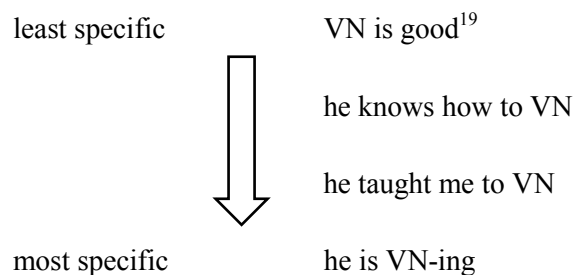 least specific VN is good19
he knows how to VN
he taught me to VN
most specific he is VN-ing